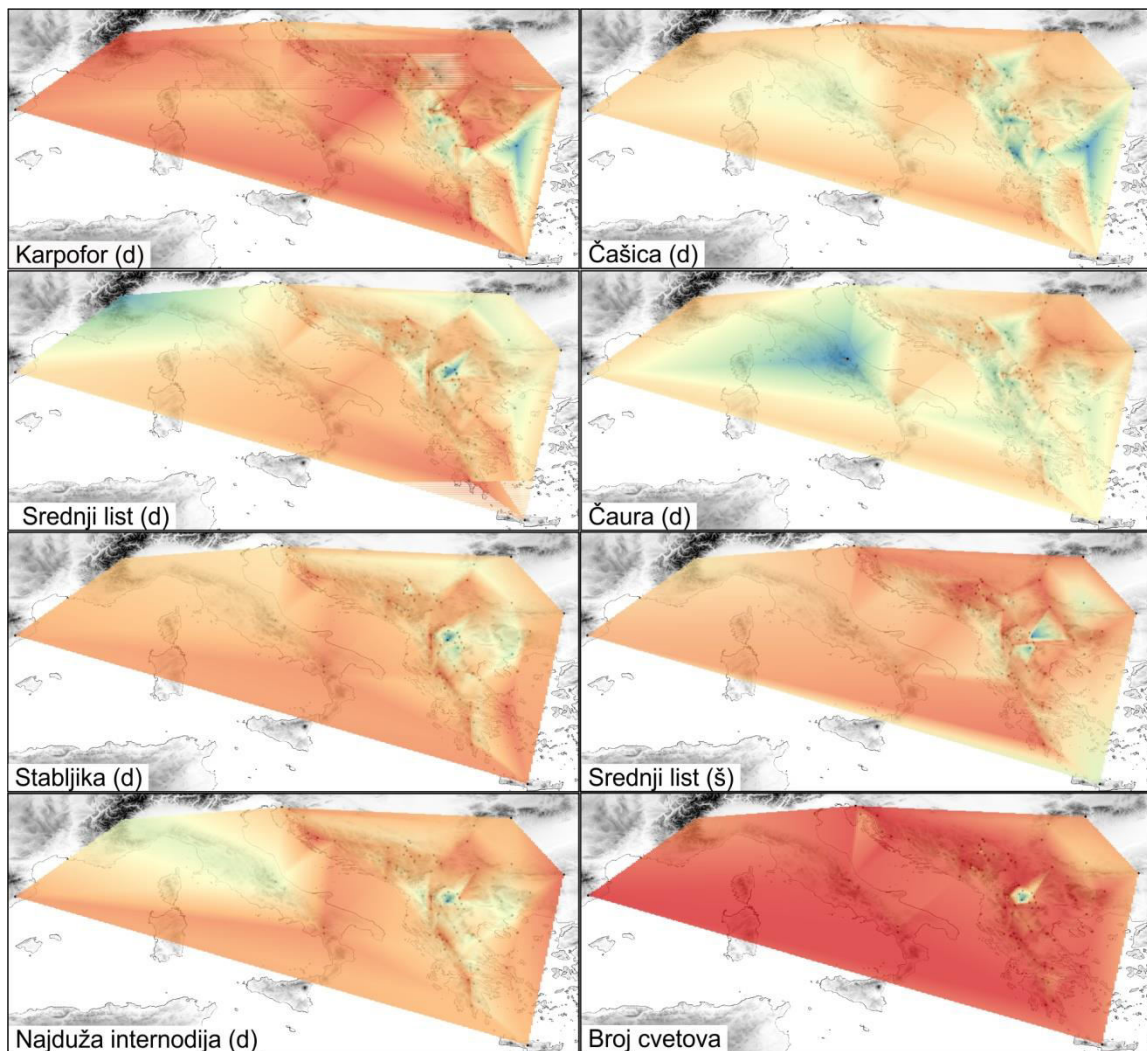 Karpofor (d)
Čašica (d)
Srednji list (d)
Čaura (d)
Stabljika (d)
Srednji list (š)
Najduža internodija (d)
Broj cvetova